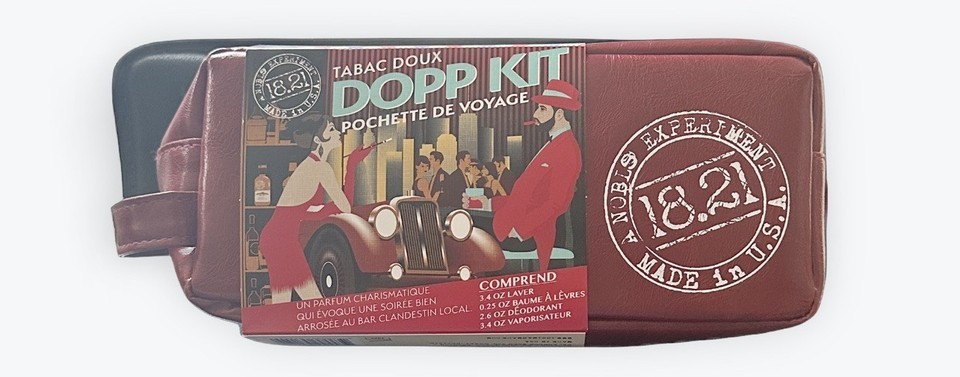 A NOBLE EXPERIMENT
18.21
MADE in U.S.A.
TABAC DOUX
DOPP KIT
POCHETTE DE VOYAGE
UN PARFUM CHARISMATIQUE
QUI ÉVOQUE UNE SOIRÉE BIEN
ARROSÉE AU BAR CLANDESTIN LOCAL.
COMPREND
3.4 OZ LAVER
0.25 OZ BAUME À LÈVRES
2.6 OZ DÉODORANT
3.4 OZ VAPORISATEUR
A NOBLE EXPERIMENT
18.21
MADE in U.S.A.